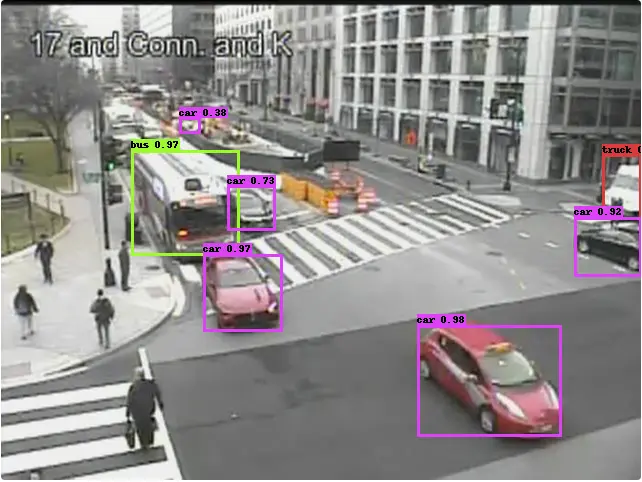 17 and Conn. and K
car 0.38
bus 0.97
truck 0
car 0.73
car 0.92
car 0.97
car 0.98